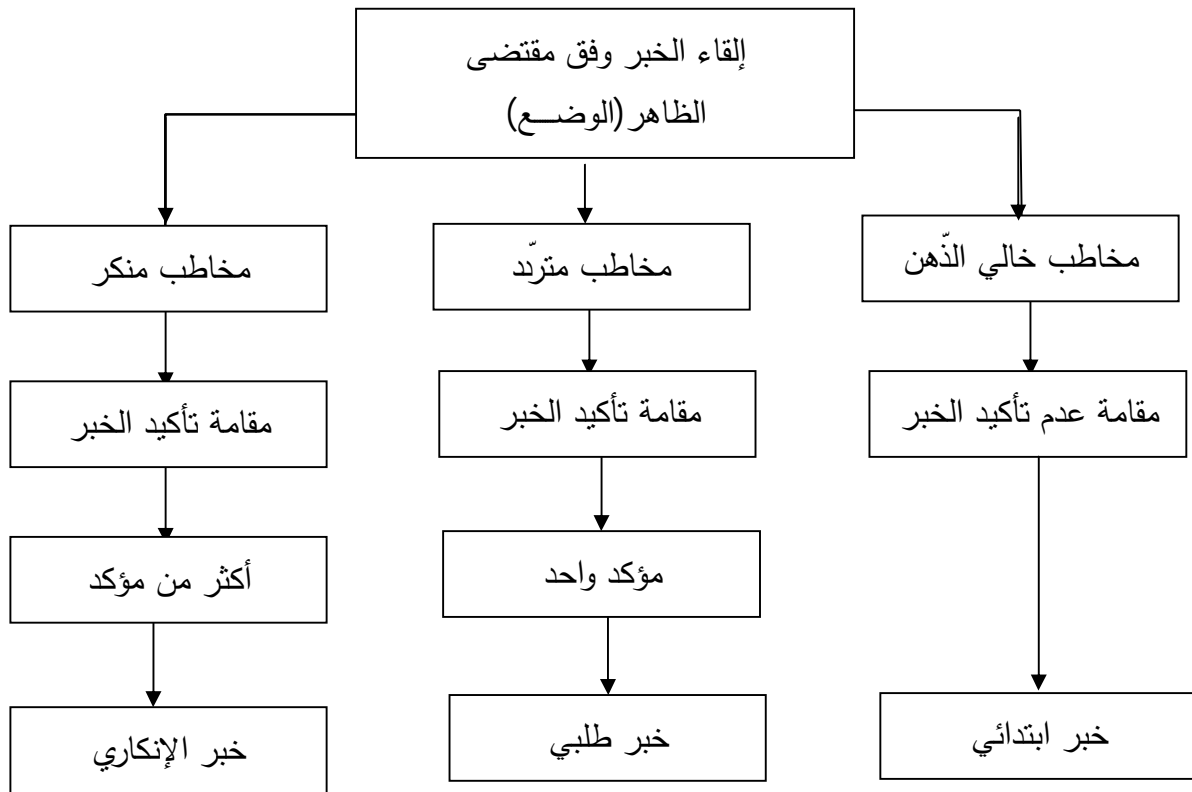 إلقاء الخبر وفق مقتضى
الظاهر (الوضــع)
مخاطب خالي الذّهن
مخاطب متردّد
مخاطب منكر
مقامة عدم تأكيد الخبر
مقامة تأكيد الخبر
مقامة تأكيد الخبر
مؤكد واحد
أكثر من مؤكد
خبر ابتدائي
خبر طلبي
خبر الإنكاري